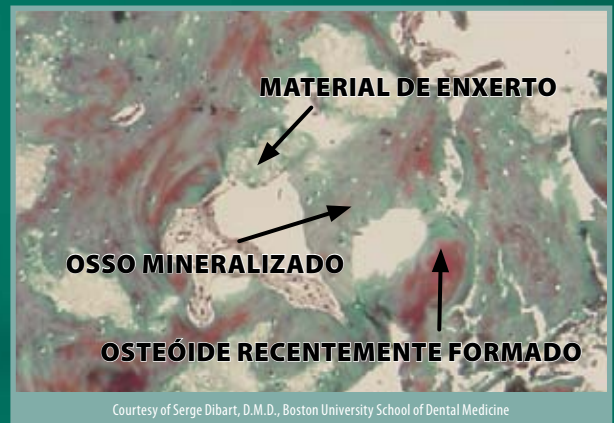 MATERIAL DE ENXERTO
OSSO MINERALIZADO
OSTEÓIDE RECENTEMENTE FORMADO
Courtesy of Serge Dibart, D.M.D., Boston University School of Dental Medicine